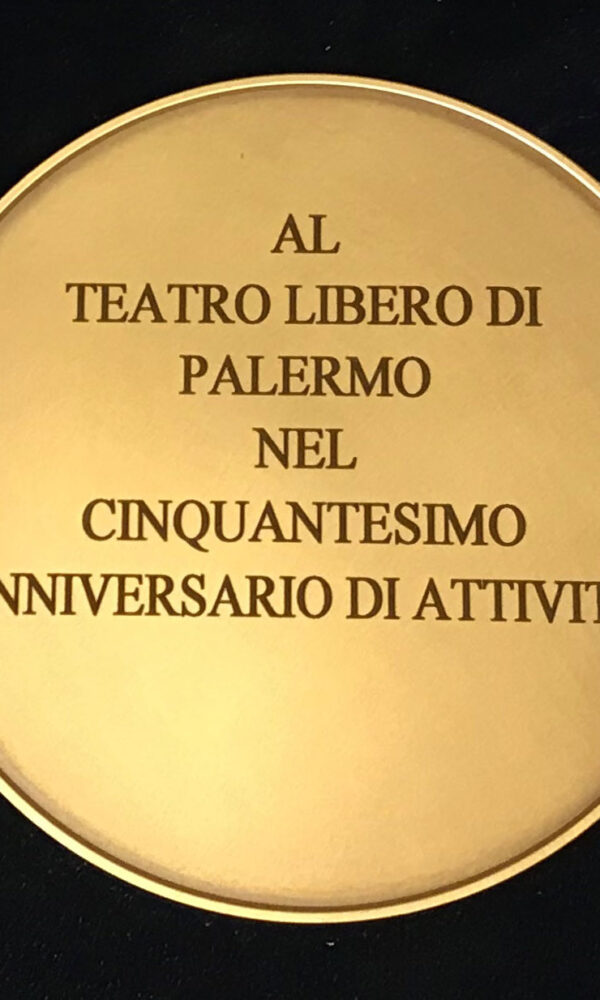 AL
TEATRO LIBERO DI
PALERMO
NEL
CINQUANTESIMO
NNIVERSARIO DI ATTIVIT